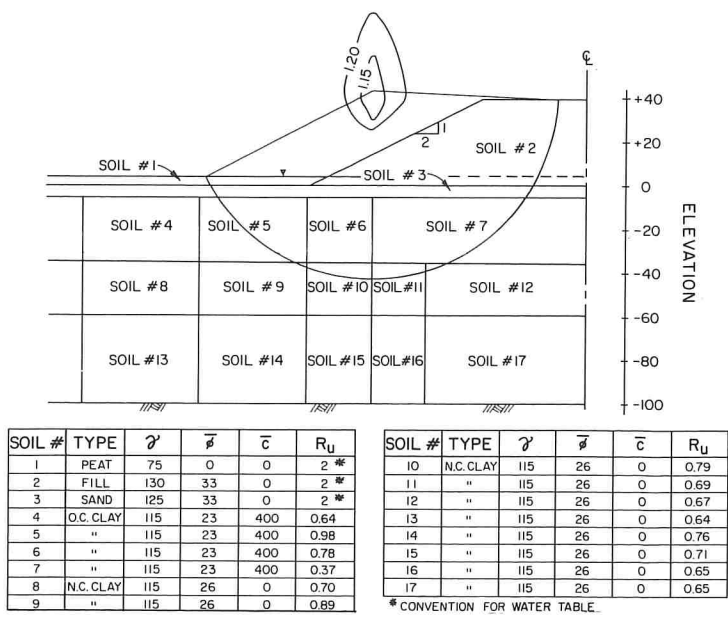 1.20
1.15
℄
+40
1
2
SOIL #2
+20
SOIL #1
SOIL #3
0
SOIL #4 SOIL #5 SOIL #6 SOIL #7
-20
ELEVATION
SOIL #8 SOIL #9 SOIL #10 SOIL #11 SOIL #12
-40
-60
SOIL #13 SOIL #14 SOIL #15 SOIL #16 SOIL #17
-80
-100
SOIL # TYPE γ φ̅ c̅ Ru
1 PEAT 75 0 0 2 *
2 FILL 130 33 0 2 *
3 SAND 125 33 0 2 *
4 O.C. CLAY 115 23 400 0.64
5 " 115 23 400 0.98
6 " 115 23 400 0.78
7 " 115 23 400 0.37
8 N.C. CLAY 115 26 0 0.70
9 " 115 26 0 0.89
SOIL # TYPE γ φ̅ c̅ Ru
10 N.C. CLAY 115 26 0 0.79
11 " 115 26 0 0.69
12 " 115 26 0 0.67
13 " 115 26 0 0.64
14 " 115 26 0 0.76
15 " 115 26 0 0.71
16 " 115 26 0 0.65
17 " 115 26 0 0.65
* CONVENTION FOR WATER TABLE